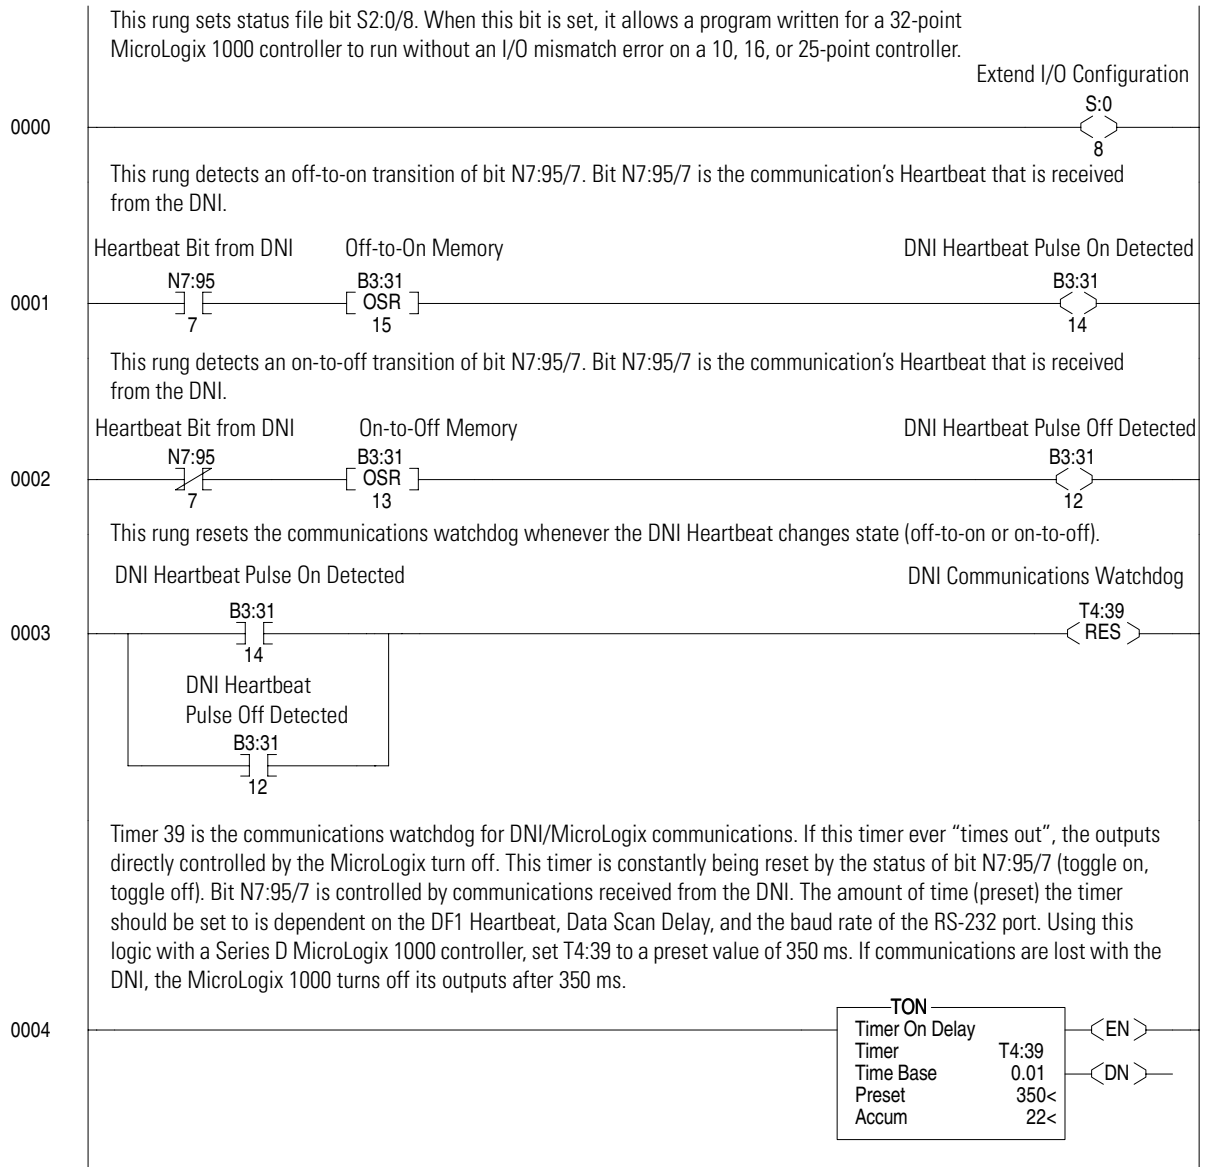 This rung sets status file bit S2:0/8. When this bit is set, it allows a program written for a 32-point
MicroLogix 1000 controller to run without an I/O mismatch error on a 10, 16, or 25-point controller.
Extend I/O Configuration
S:0
0000
8
This rung detects an off-to-on transition of bit N7:95/7. Bit N7:95/7 is the communication's Heartbeat that is received
from the DNI.
Heartbeat Bit from DNI Off-to-On Memory DNI Heartbeat Pulse On Detected
N7:95 B3:31 B3:31
0001 OSR
7 15 14
This rung detects an on-to-off transition of bit N7:95/7. Bit N7:95/7 is the communication's Heartbeat that is received
from the DNI.
Heartbeat Bit from DNI On-to-Off Memory DNI Heartbeat Pulse Off Detected
N7:95 B3:31 B3:31
0002 OSR
7 13 12
This rung resets the communications watchdog whenever the DNI Heartbeat changes state (off-to-on or on-to-off).
DNI Heartbeat Pulse On Detected DNI Communications Watchdog
B3:31 T4:39
0003 RES
14
DNI Heartbeat
Pulse Off Detected
B3:31
12
Timer 39 is the communications watchdog for DNI/MicroLogix communications. If this timer ever “times out”, the outputs
directly controlled by the MicroLogix turn off. This timer is constantly being reset by the status of bit N7:95/7 (toggle on,
toggle off). Bit N7:95/7 is controlled by communications received from the DNI. The amount of time (preset) the timer
should be set to is dependent on the DF1 Heartbeat, Data Scan Delay, and the baud rate of the RS-232 port. Using this
logic with a Series D MicroLogix 1000 controller, set T4:39 to a preset value of 350 ms. If communications are lost with the
DNI, the MicroLogix 1000 turns off its outputs after 350 ms.
TON
0004 Timer On Delay EN
Timer T4:39
Time Base 0.01 DN
Preset 350<
Accum 22<